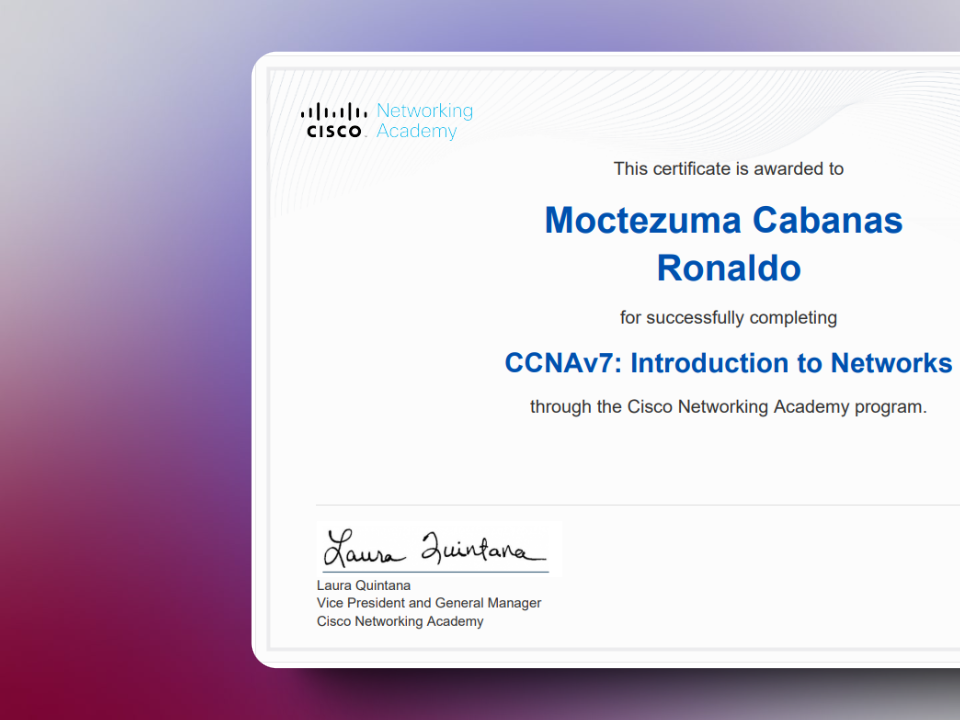 CISCO
Networking
Academy
This certificate is awarded to
Moctezuma Cabanas
Ronaldo
for successfully completing
CCNAv7: Introduction to Networks
through the Cisco Networking Academy program.
Laura Quintana
Laura Quintana
Vice President and General Manager
Cisco Networking Academy